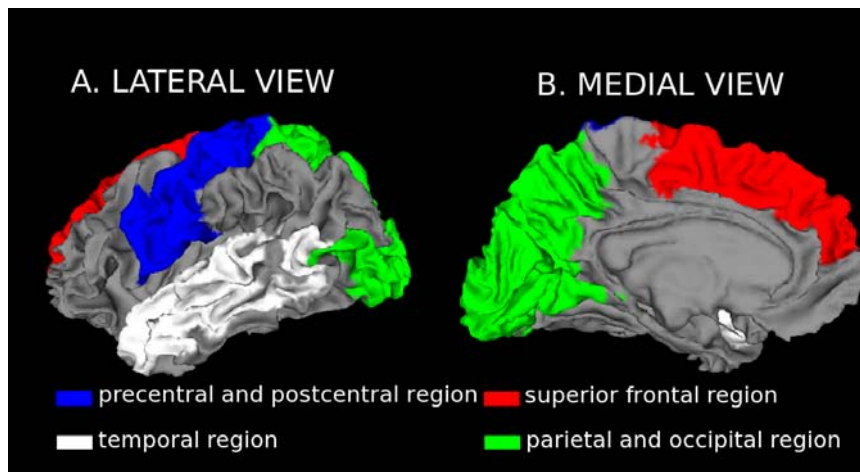 A. LATERAL VIEW
B. MEDIAL VIEW
precentral and postcentral region
superior frontal region
temporal region
parietal and occipital region